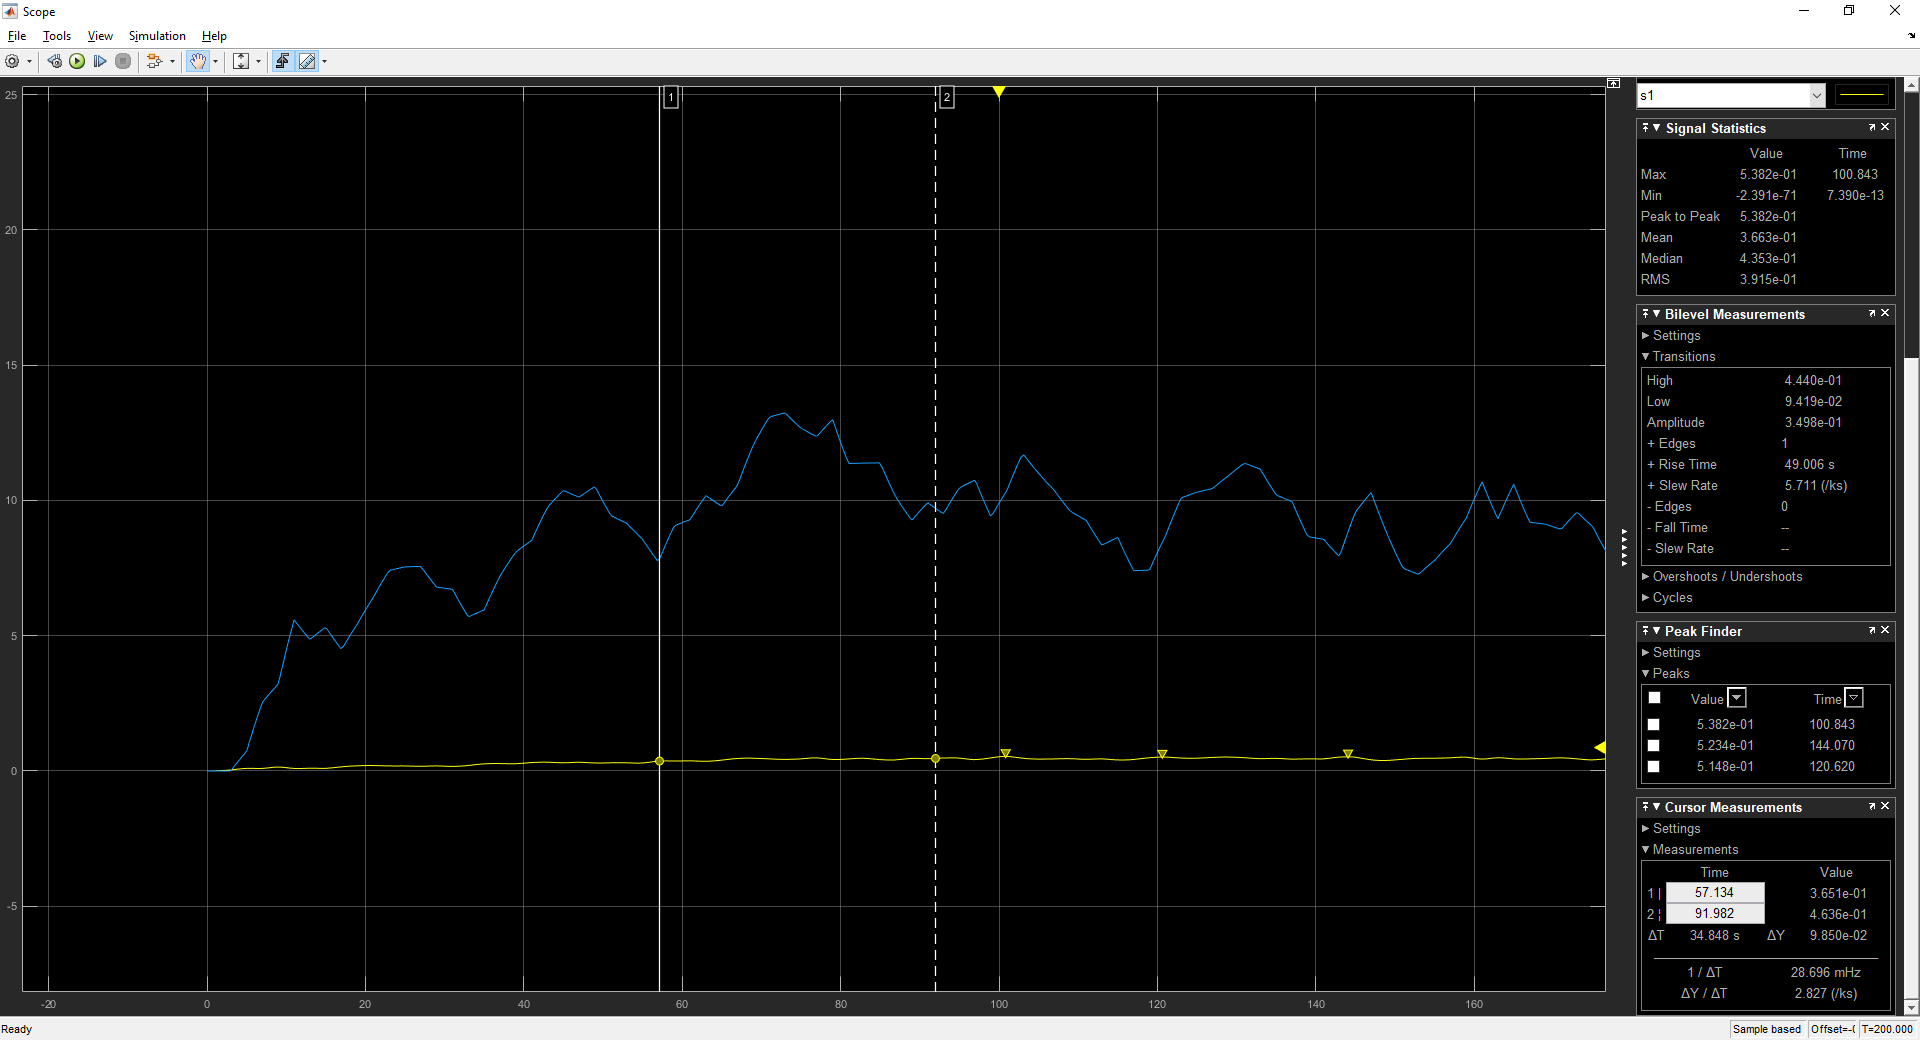 Scope
File Tools View Simulation Help
1
2
25
20
15
10
5
0
-5
-20 0 20 40 60 80 100 120 140 160
s1
Signal Statistics
Value Time
Max 5.382e-01 100.843
Min -2.391e-71 7.390e-13
Peak to Peak 5.382e-01
Mean 3.663e-01
Median 4.353e-01
RMS 3.915e-01
Bilevel Measurements
Settings
Transitions
High 4.440e-01
Low 9.419e-02
Amplitude 3.498e-01
+ Edges 1
+ Rise Time 49.006 s
+ Slew Rate 5.711 (/ks)
- Edges 0
- Fall Time --
- Slew Rate --
Overshoots / Undershoots
Cycles
Peak Finder
Settings
Peaks
Value Time
5.382e-01 100.843
5.234e-01 144.070
5.148e-01 120.620
Cursor Measurements
Settings
Measurements
Time Value
1 | 57.134 3.651e-01
2 ¦ 91.982 4.636e-01
ΔT 34.848 s ΔY 9.850e-02
1 / ΔT 28.696 mHz
ΔY / ΔT 2.827 (/ks)
Ready
Sample based Offset=-( T=200.000